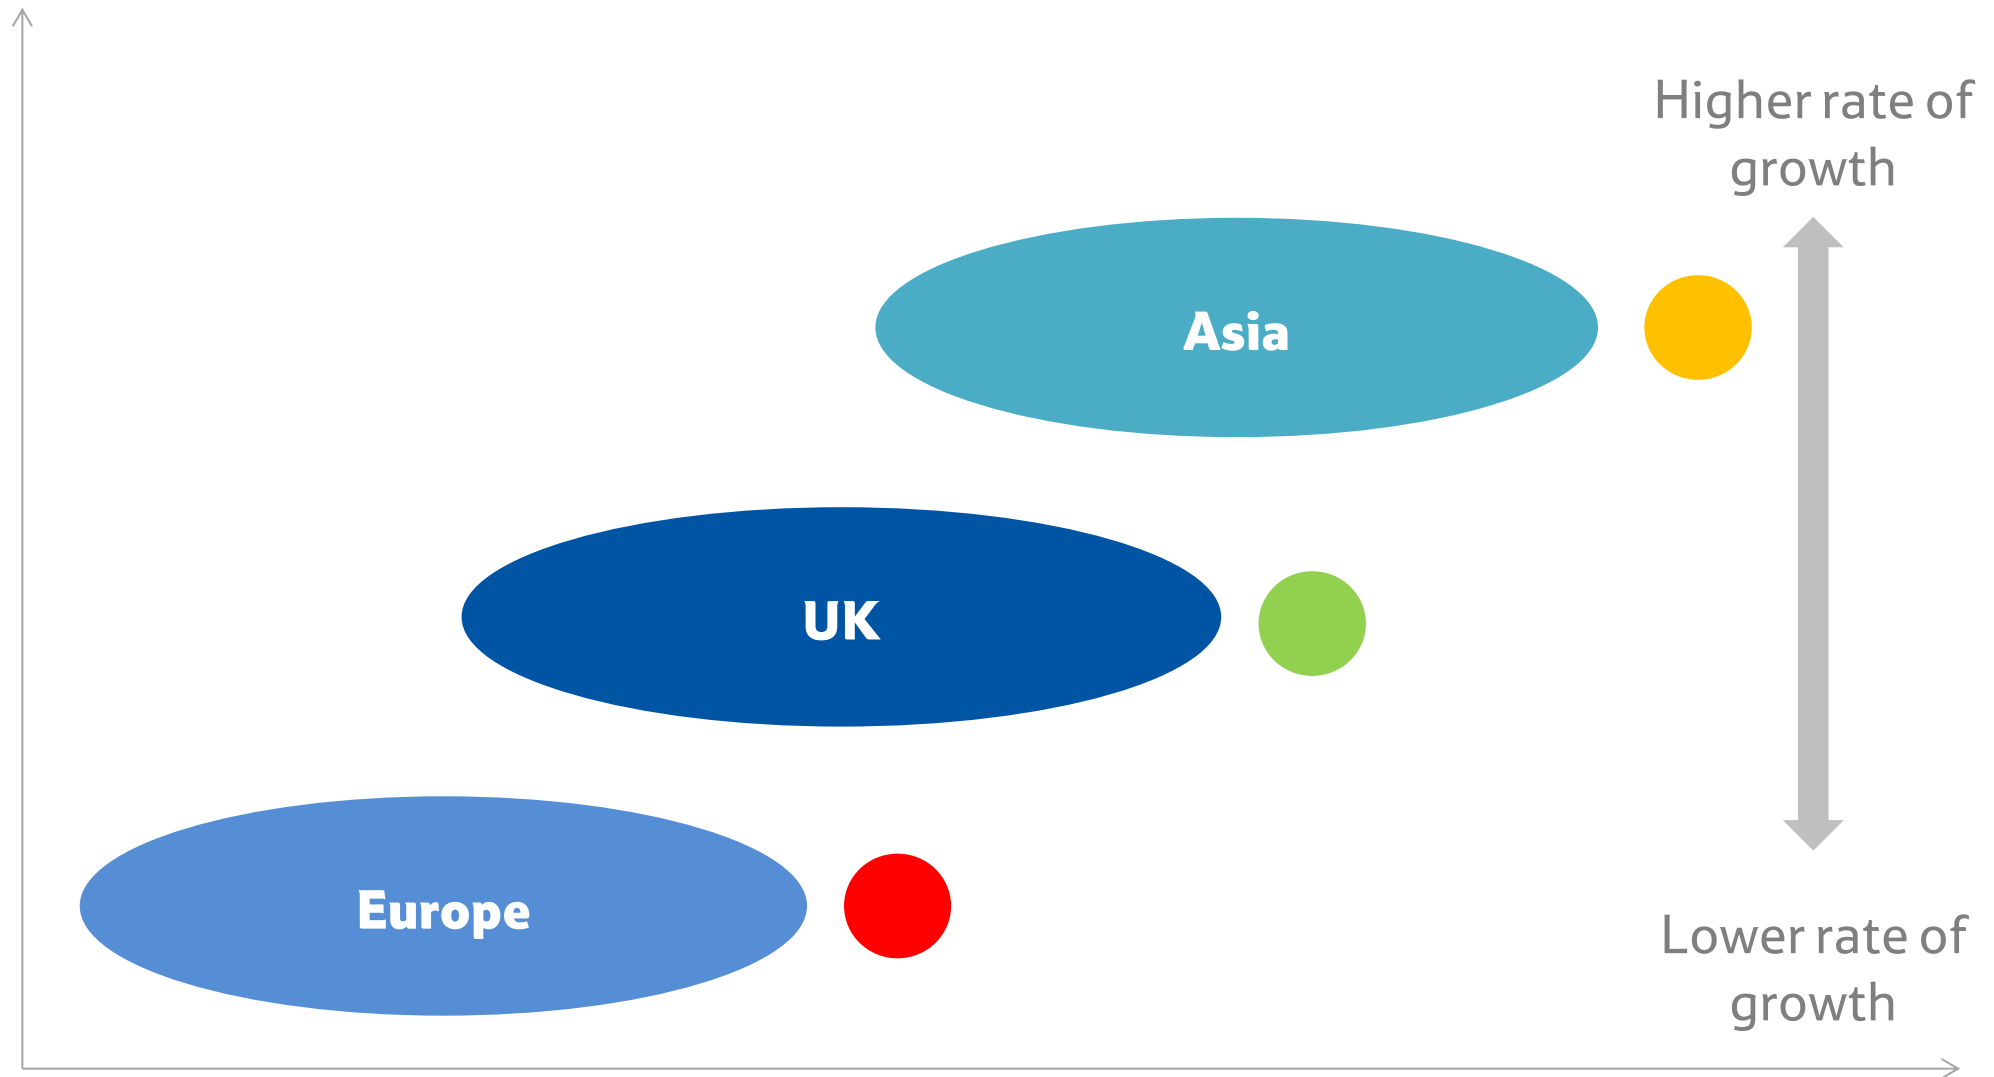 Higher rate of
growth
Asia
UK
Europe
Lower rate of
growth